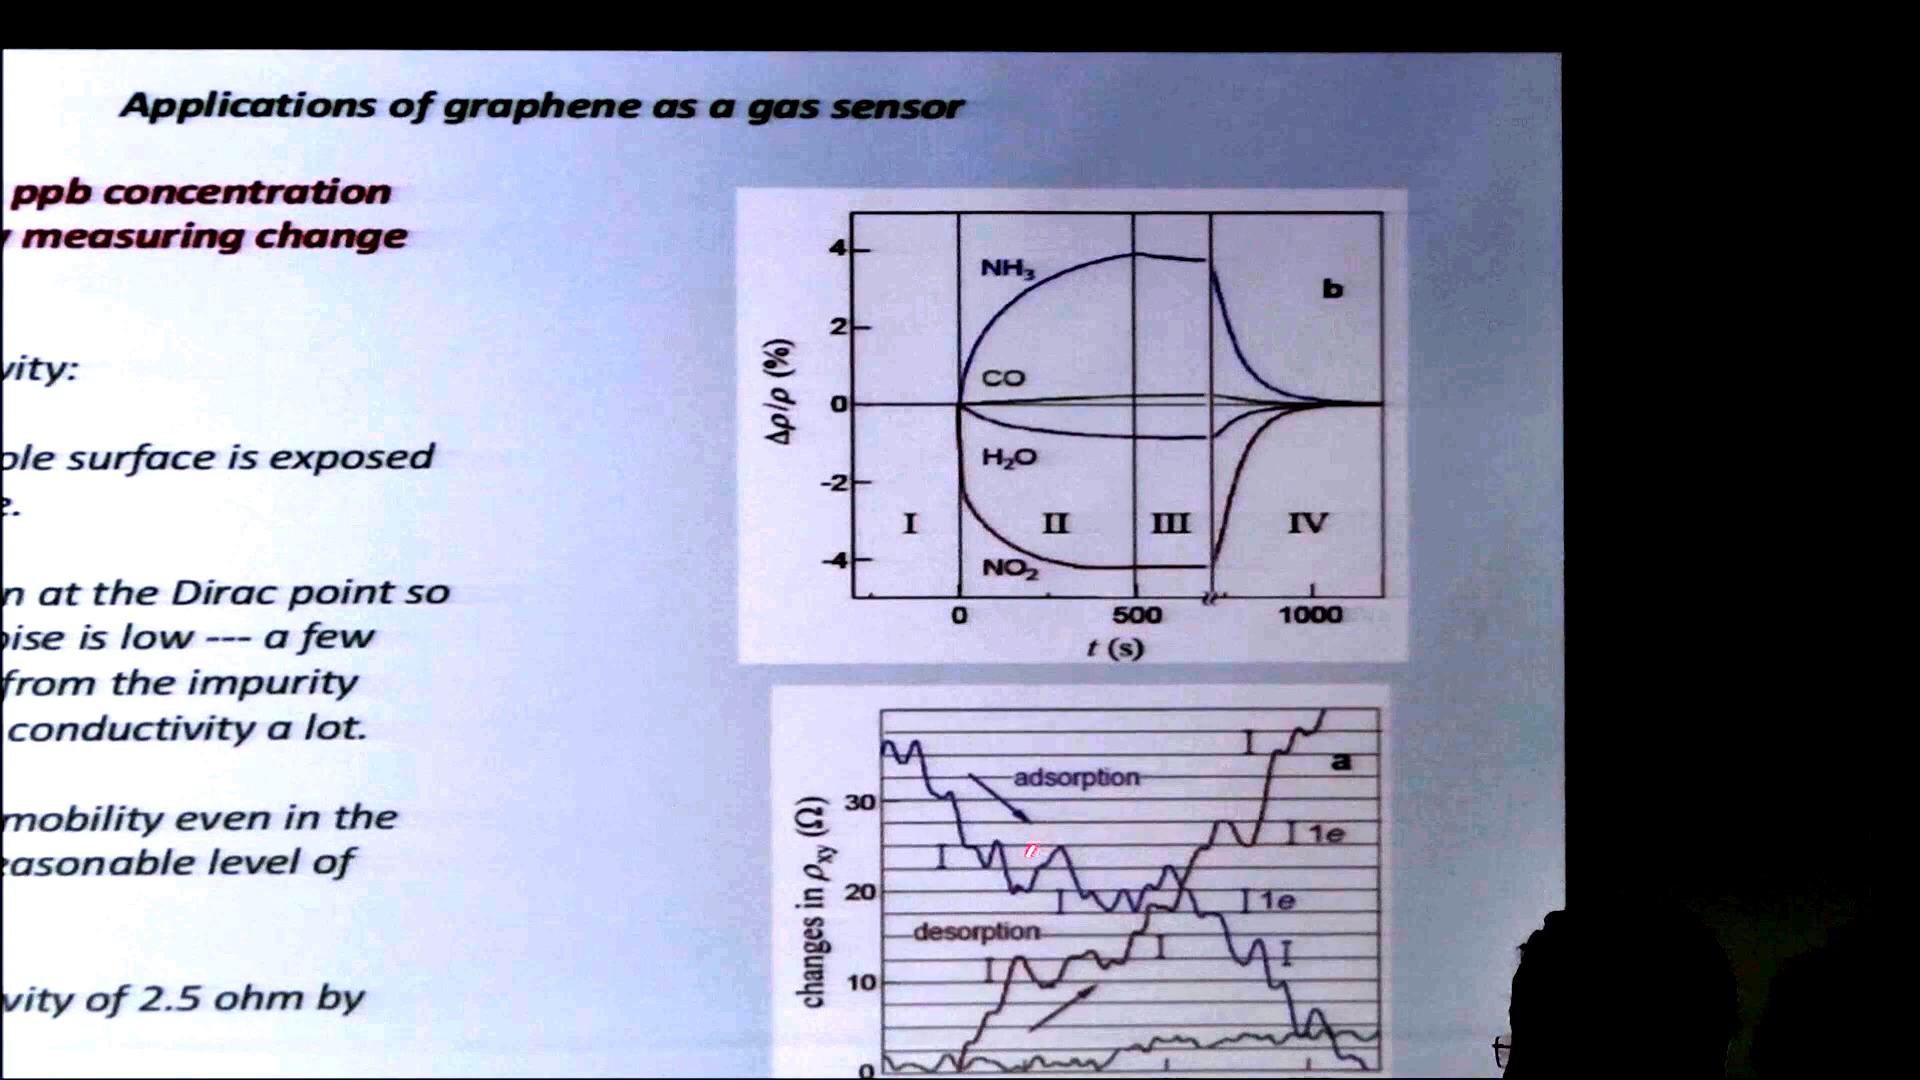 Applications of graphene as a gas sensor
ppb concentration
measuring change
vity:
ole surface is exposed
e.
n at the Dirac point so
oise is low --- a few
from the impurity
conductivity a lot.
mobility even in the
easonable level of
vity of 2.5 ohm by
4
2
0
-2
-4
Δρ/ρ (%)
NH3
CO
H2O
NO2
b
I II III IV
0 500 1000
t (s)
30
20
10
0
changes in ρxy (Ω)
adsorption
desorption
a
1e
1e